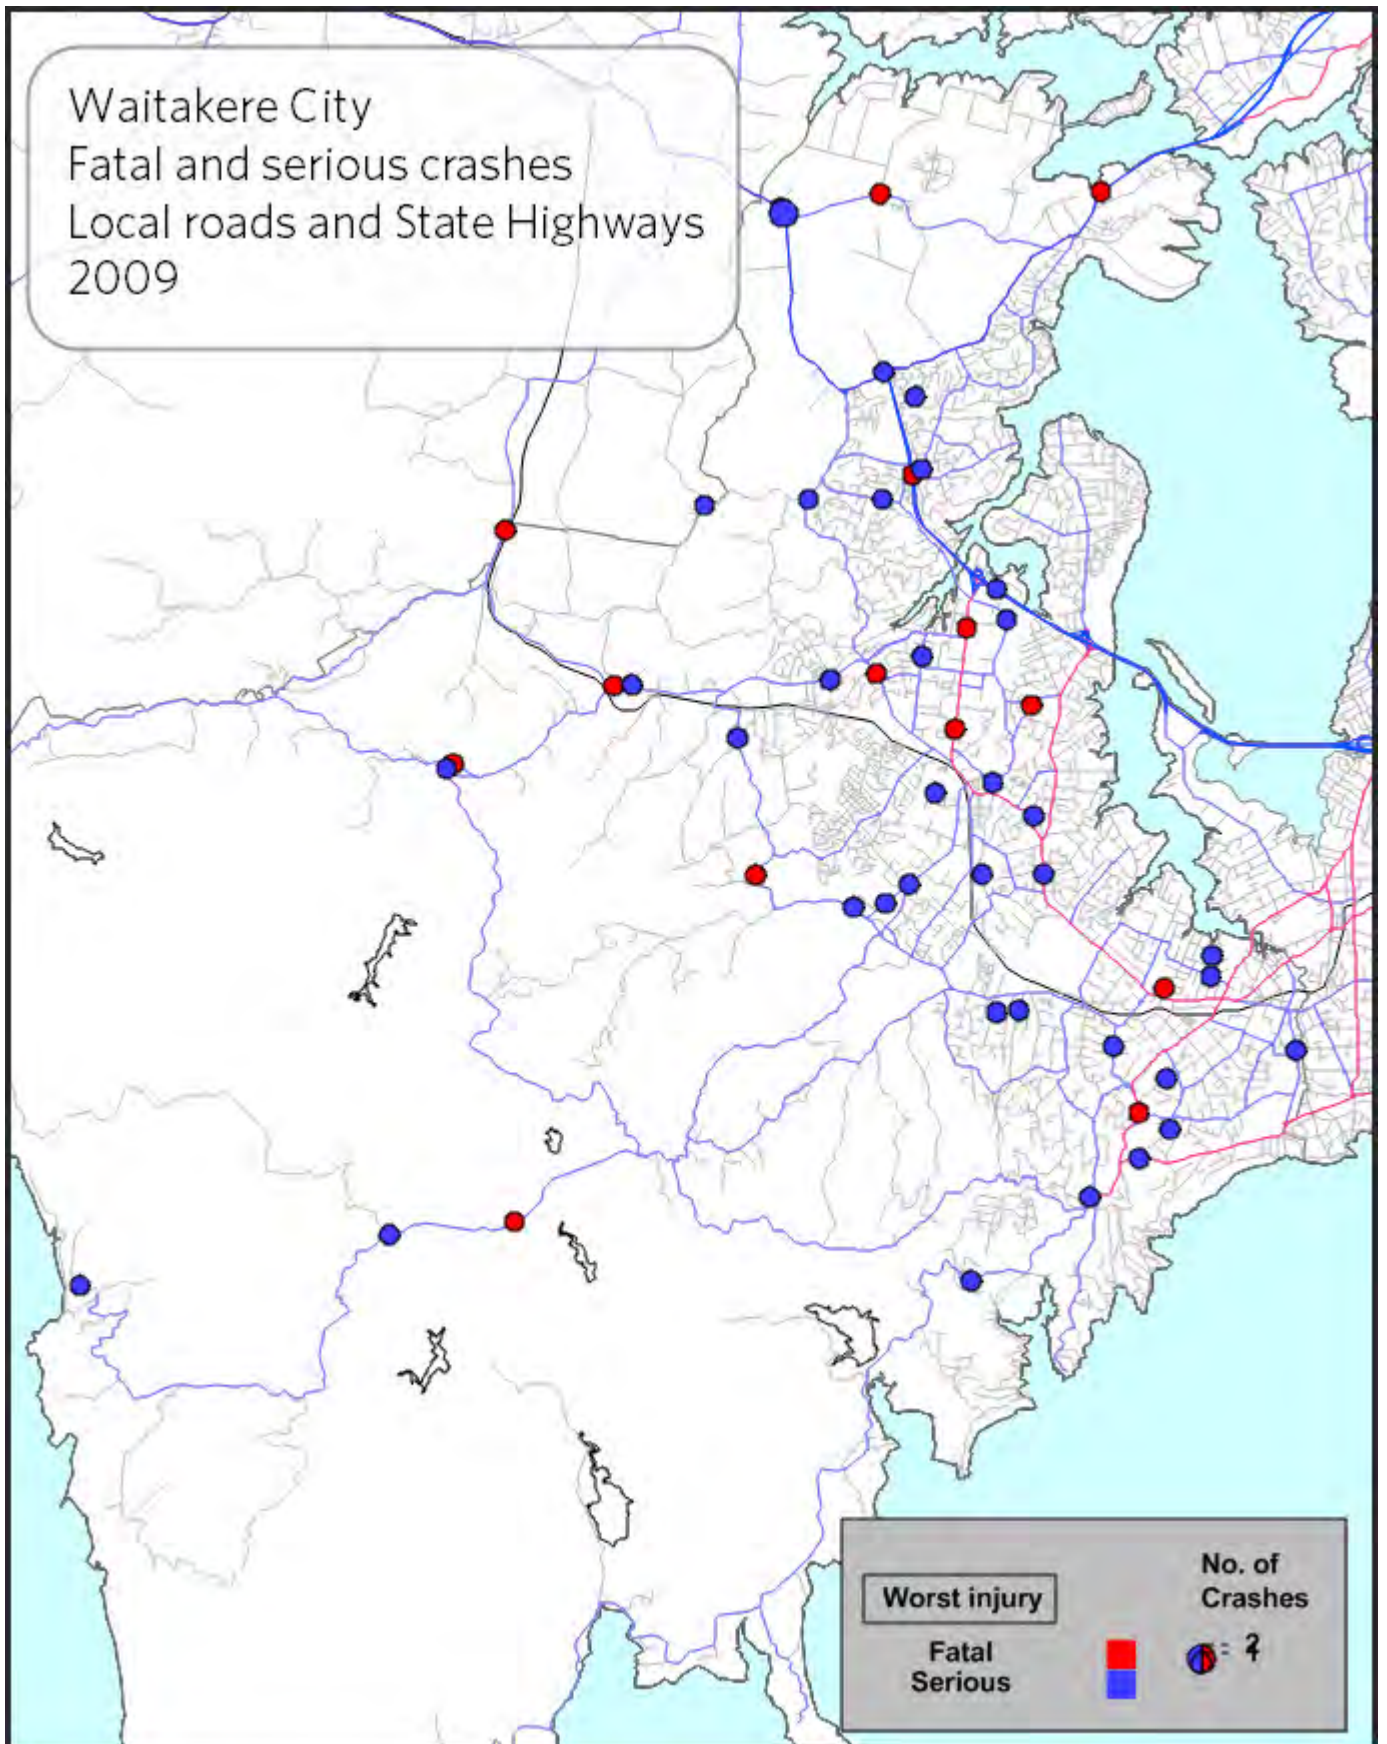 Waitakere City
Fatal and serious crashes
Local roads and State Highways
2009
No. of
Crashes
Worst injury
Fatal
Serious